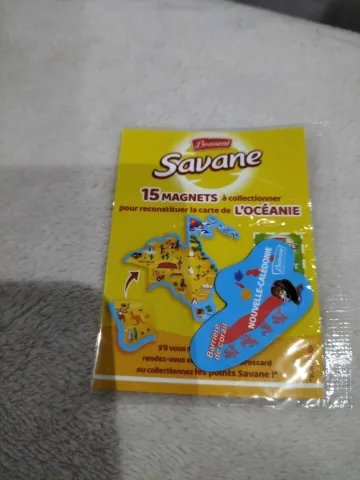 Brossard
Savane
15 MAGNETS à collectionner
pour reconstituer la carte de L'OCÉANIE
NOUVELLE-CALÉDONIE
Brossard
Barrière
de corail
S'il vous
rendez-vous
ou collectionnez les points Savane !*